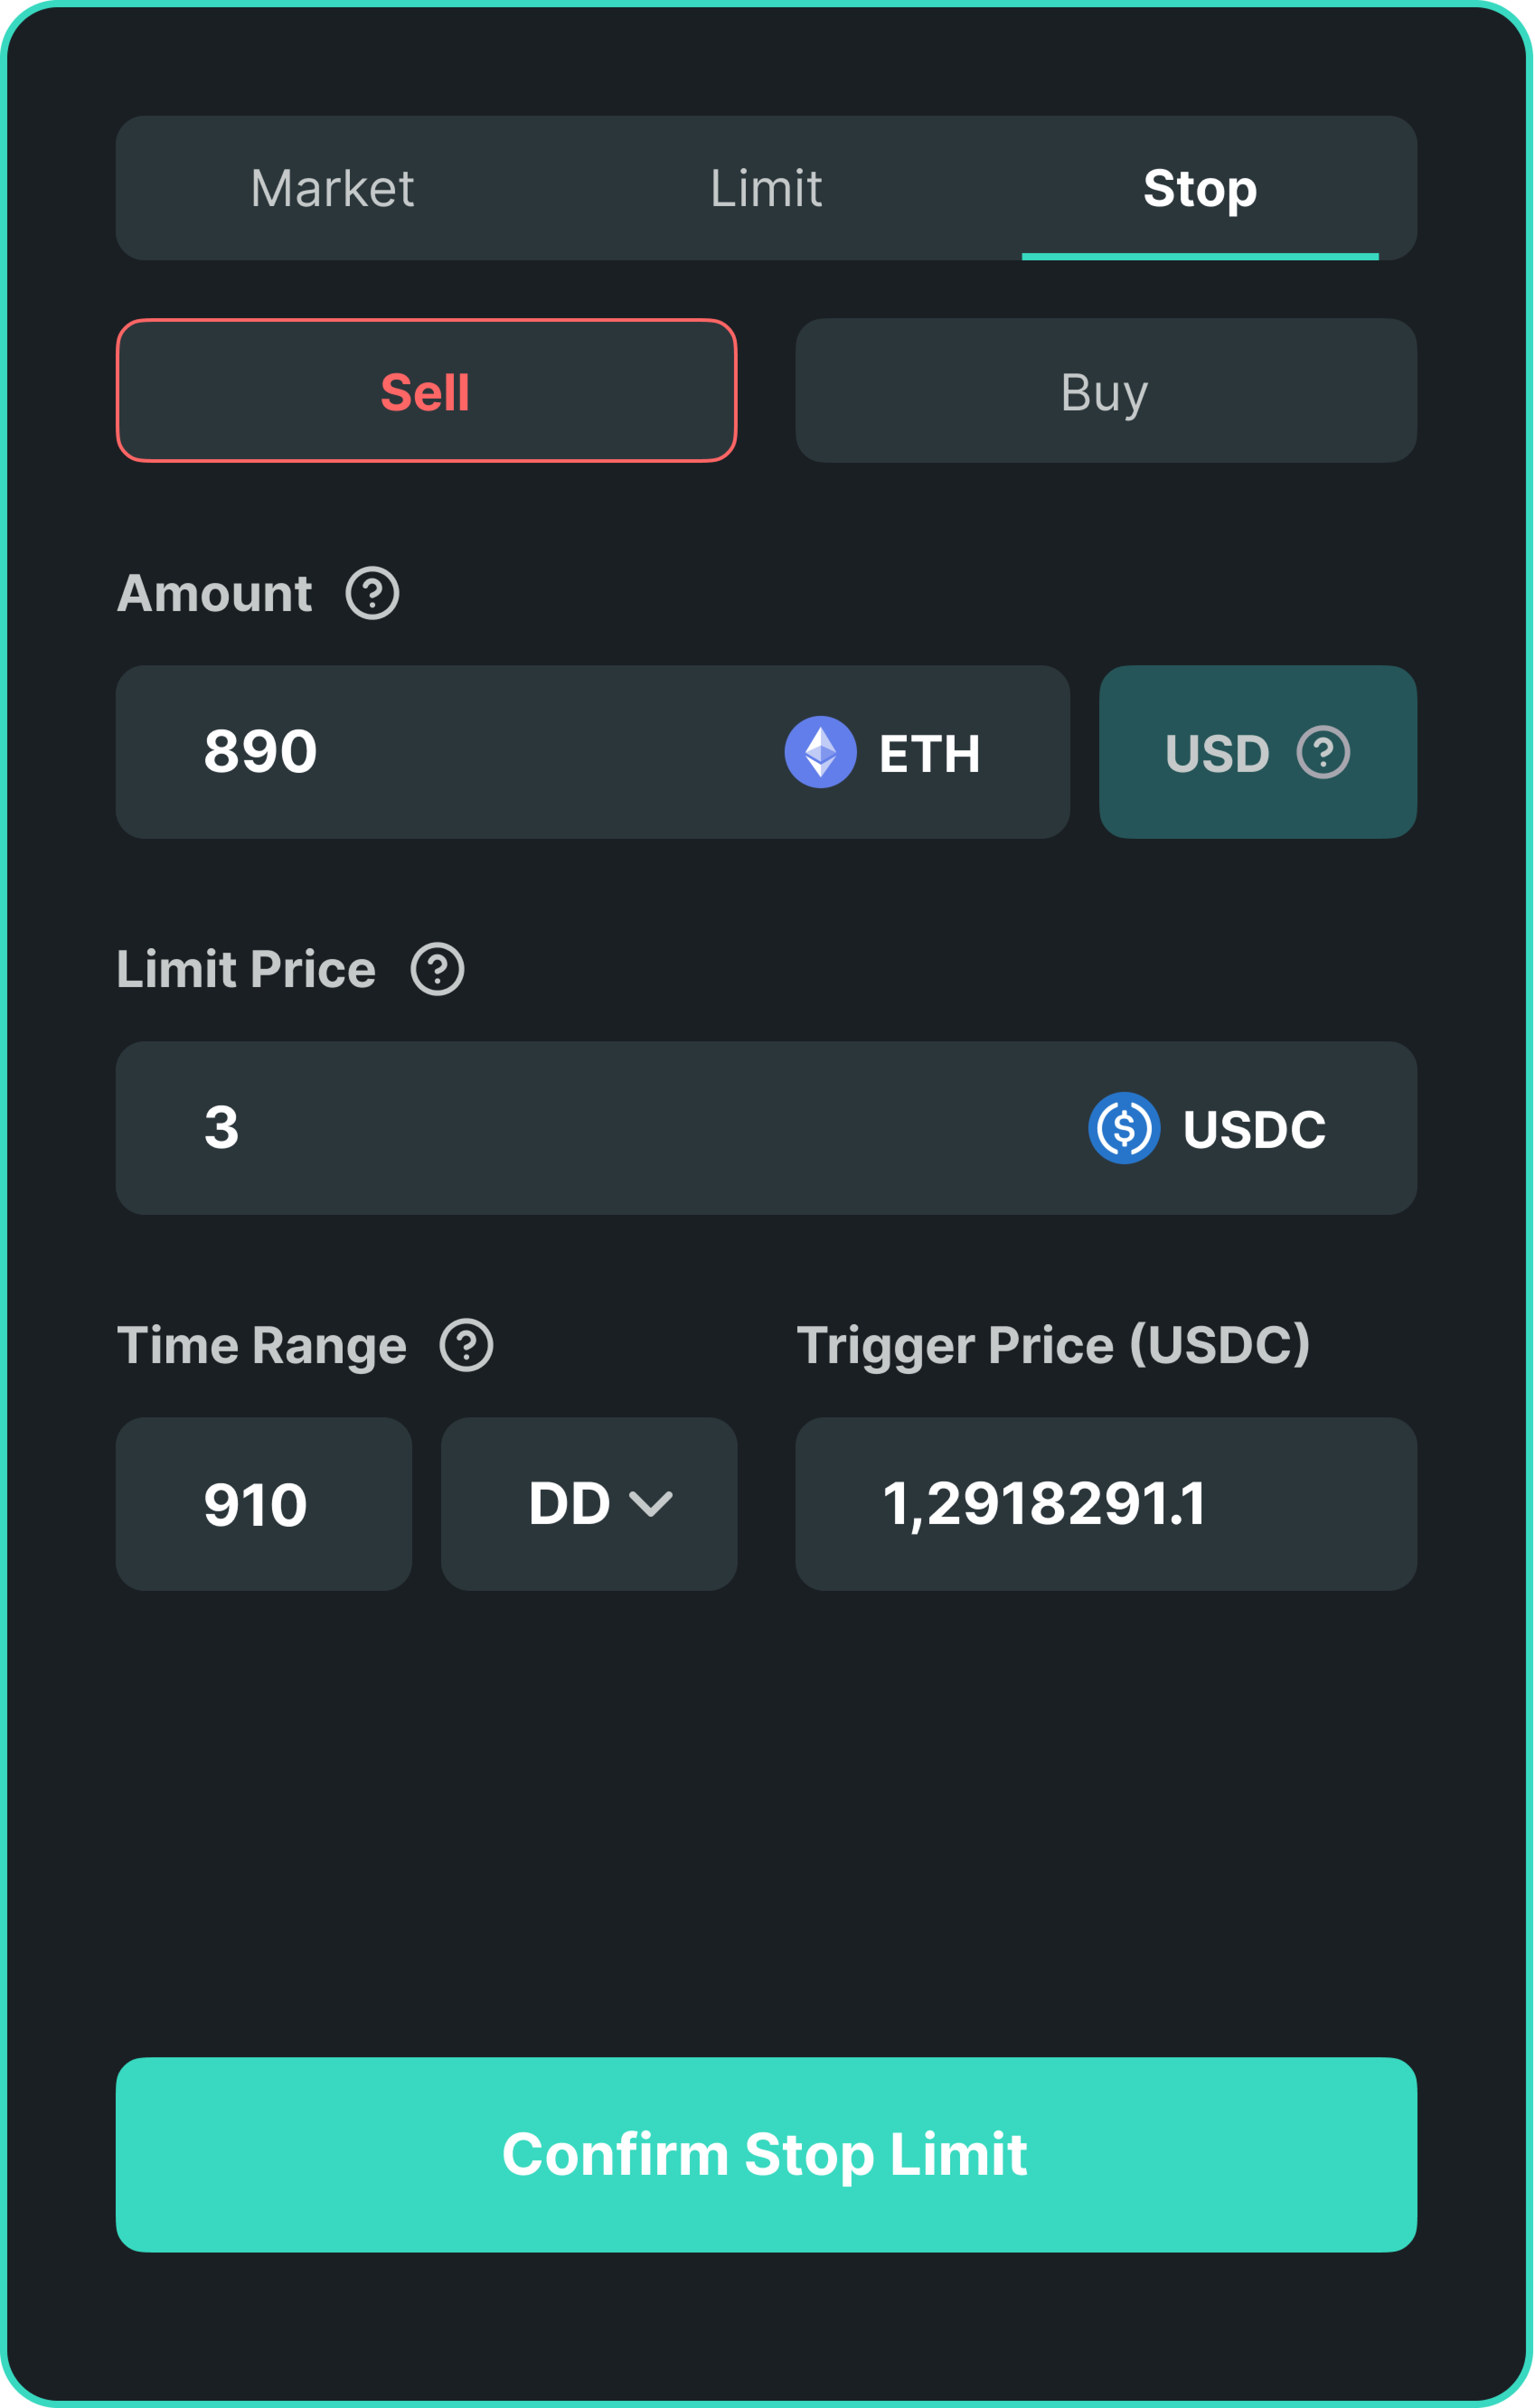 Market Limit Stop
Sell Buy
Amount
890 ETH USD
Limit Price
3 USDC
Time Range Trigger Price (USDC)
910 DD 1,2918291.1
Confirm Stop Limit